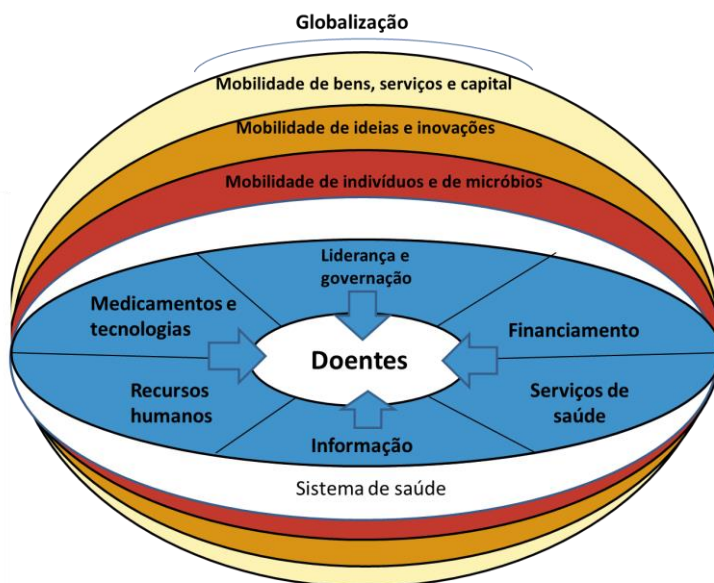 Globalização
Mobilidade de bens, serviços e capital
Mobilidade de ideias e inovações
Mobilidade de indivíduos e de micróbios
Liderança e
governação
Medicamentos e
tecnologias
Financiamento
Doentes
Recursos
humanos
Serviços de
saúde
Informação
Sistema de saúde